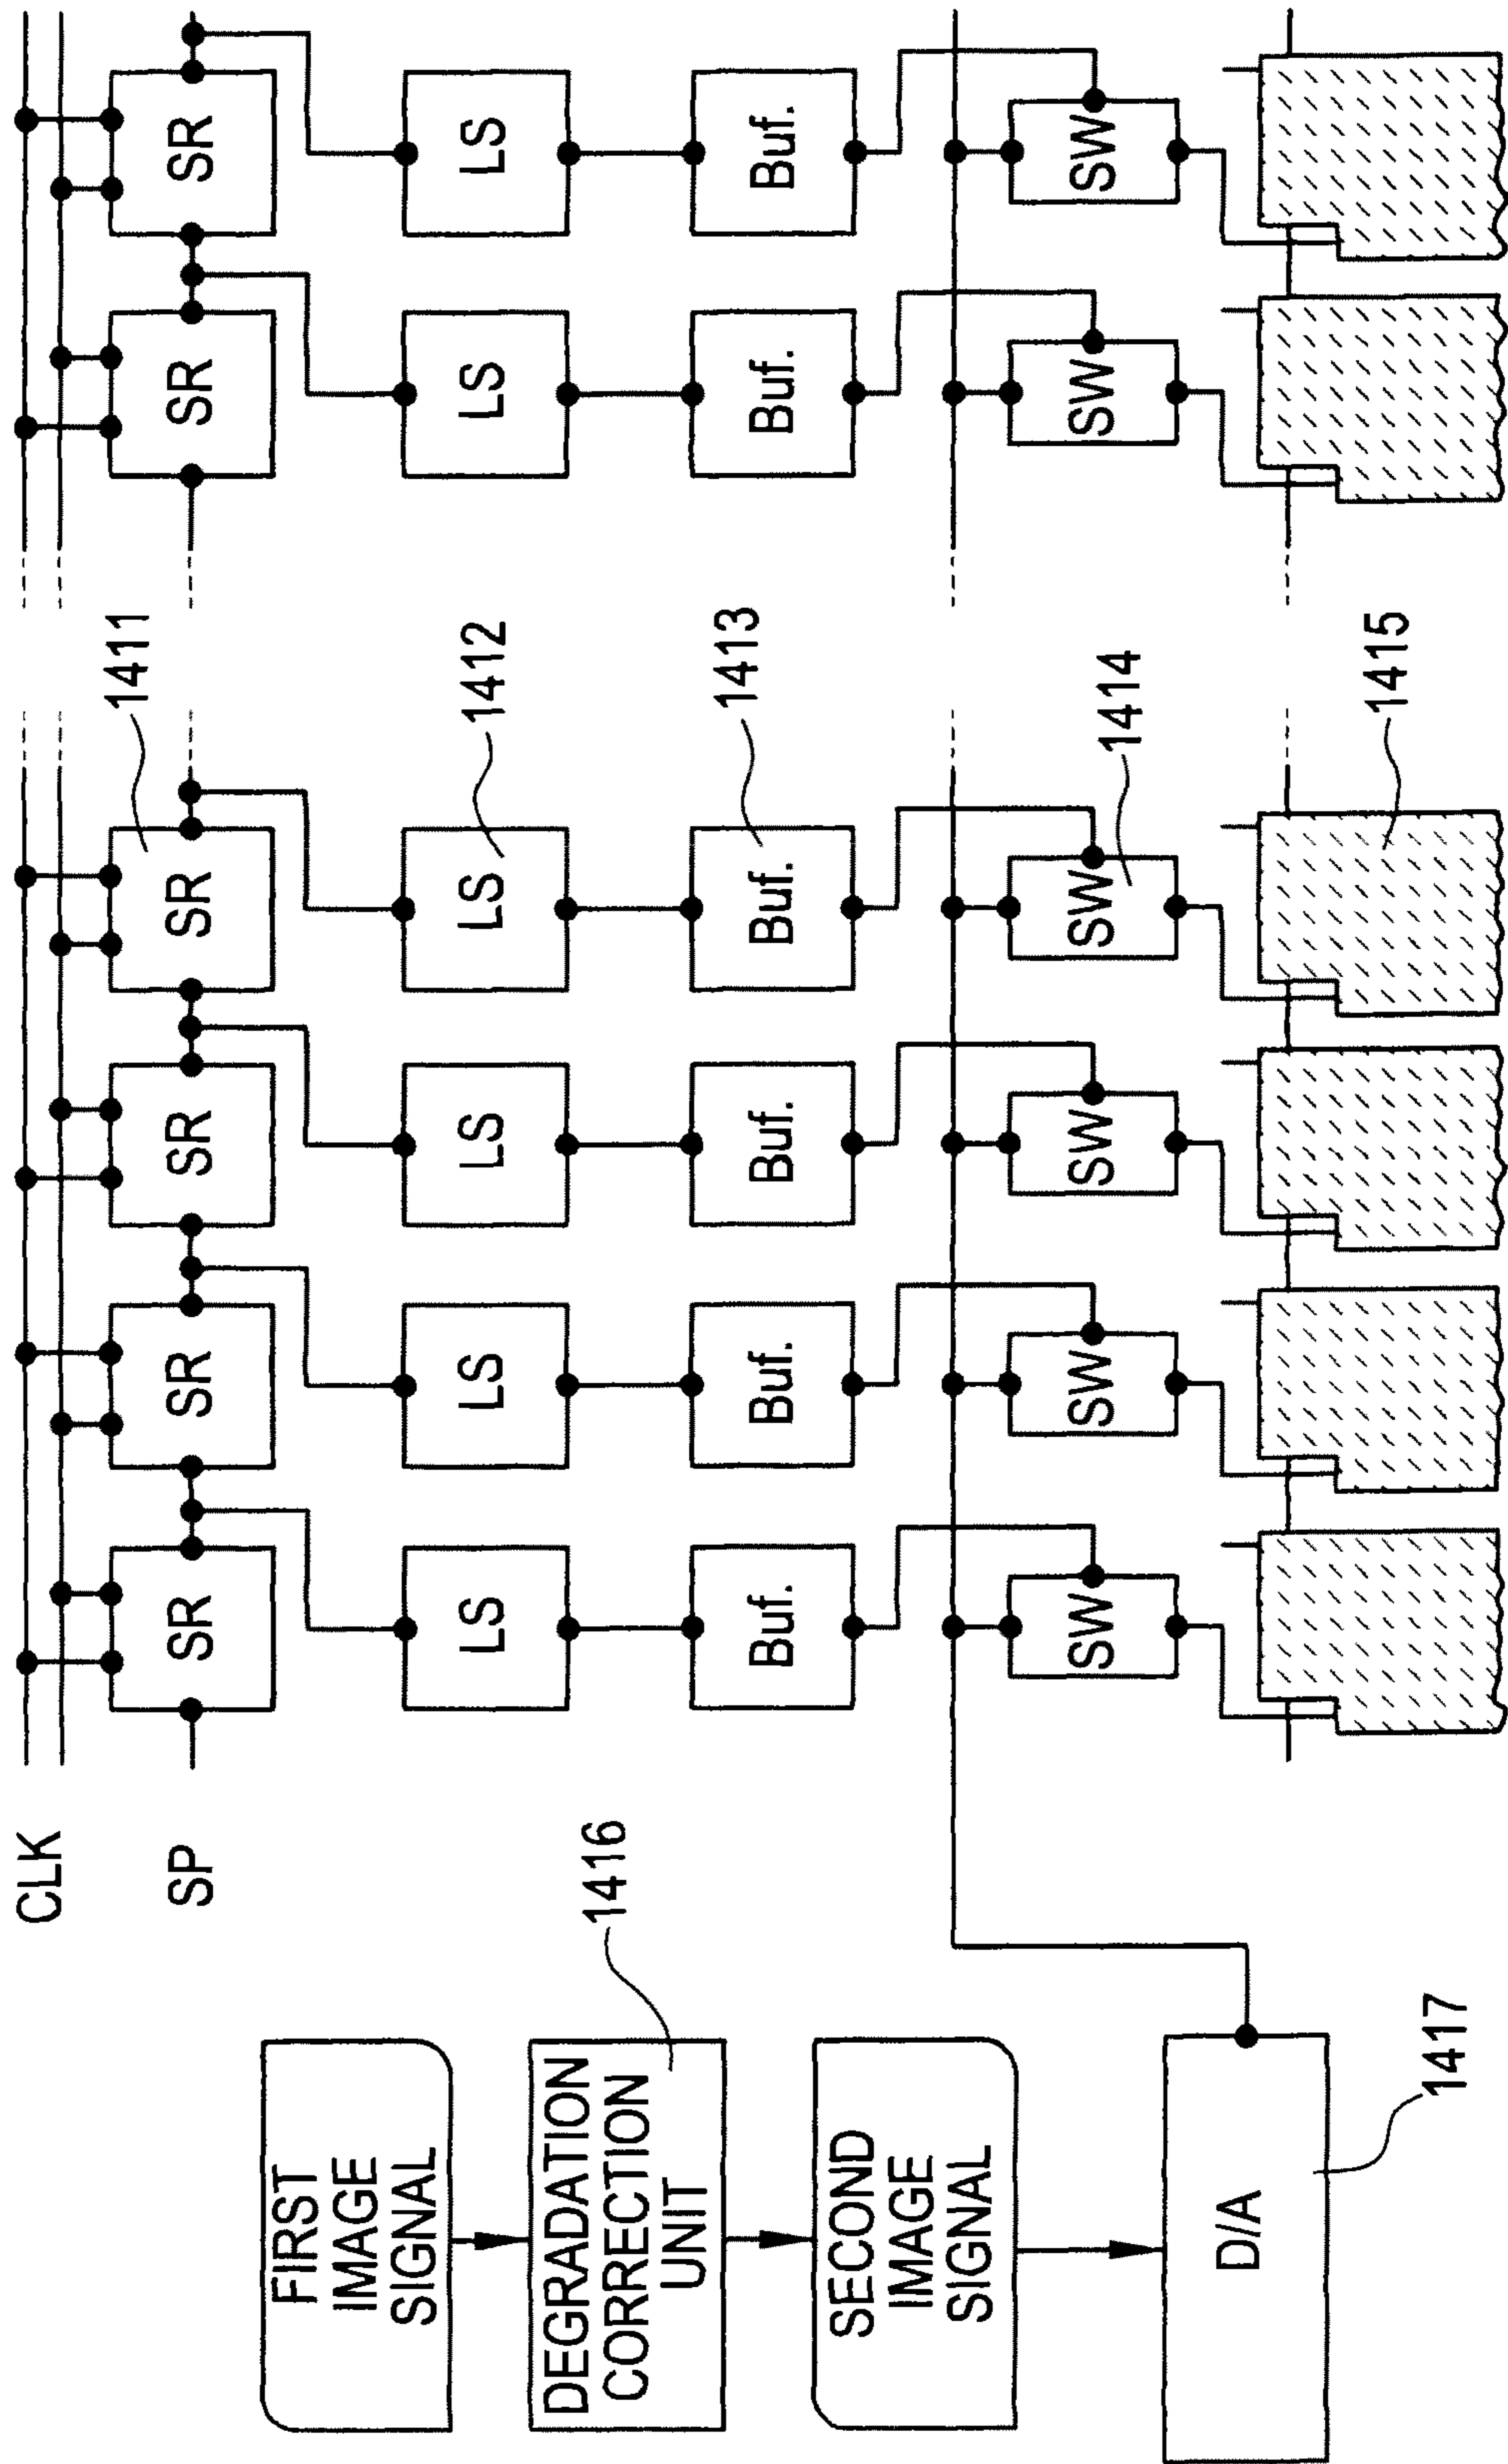 CLK
SP
SR
SR
SR
SR
SR
SR
1411
LS
LS
LS
LS
LS
LS
1412
Buf.
Buf.
Buf.
Buf.
Buf.
Buf.
1413
SW
SW
SW
SW
SW
SW
1414
1415
FIRST
IMAGE
SIGNAL
DEGRADATION
CORRECTION
UNIT
1416
SECOND
IMAGE
SIGNAL
D/A
1417